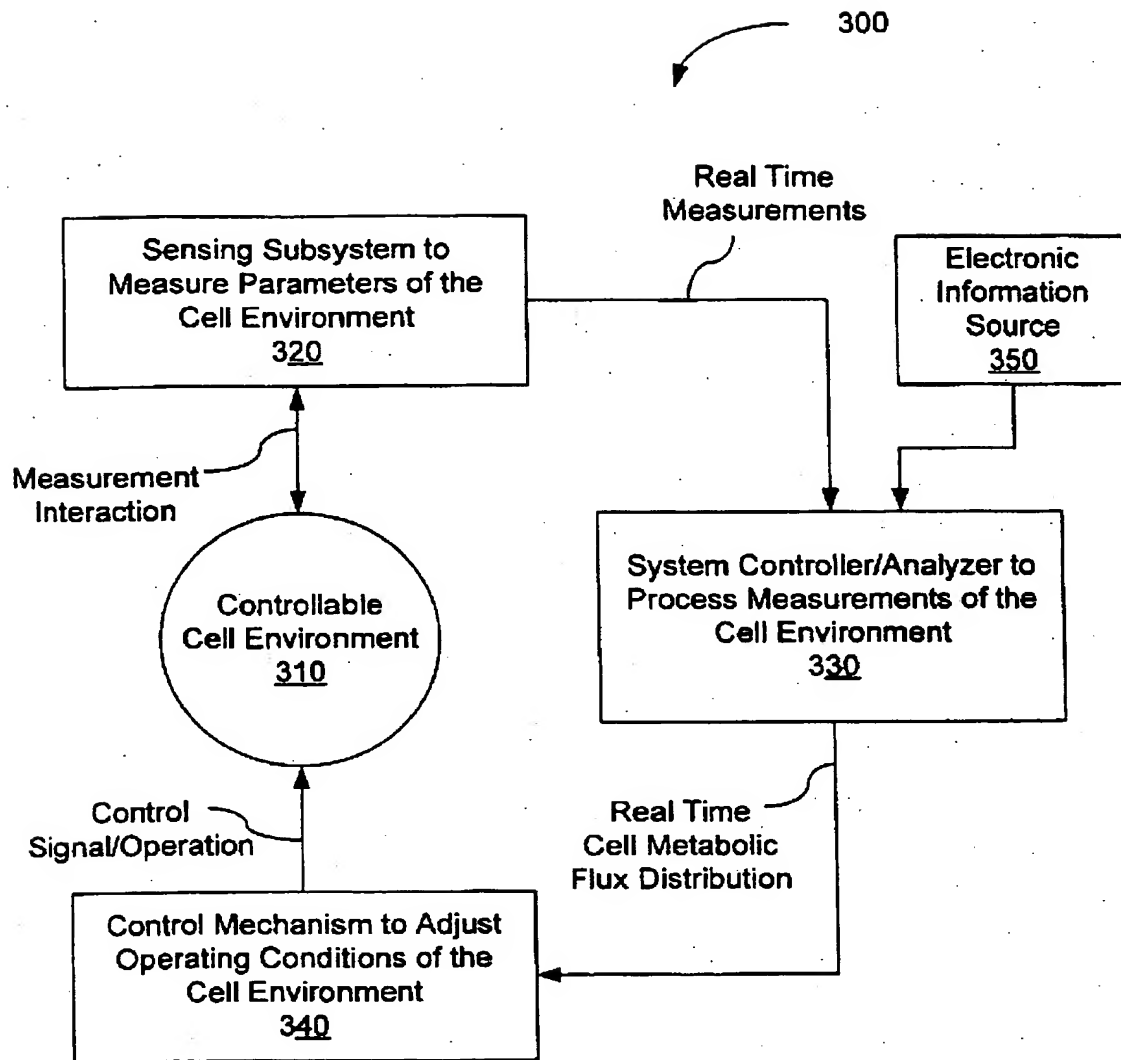 300
Real Time
Measurements
Sensing Subsystem to
Measure Parameters of the
Cell Environment
320
Electronic
Information
Source
350
Measurement
Interaction
Controllable
Cell Environment
310
System Controller/Analyzer to
Process Measurements of the
Cell Environment
330
Control
Signal/Operation
Real Time
Cell Metabolic
Flux Distribution
Control Mechanism to Adjust
Operating Conditions of the
Cell Environment
340